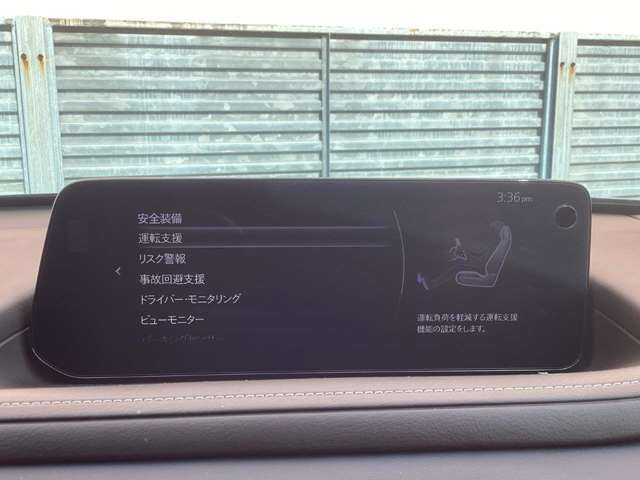 3:36 pm
安全装備
運転支援
リスク警報
事故回避支援
ドライバー・モニタリング
ビューモニター
運転負荷を軽減する運転支援
機能の設定をします。